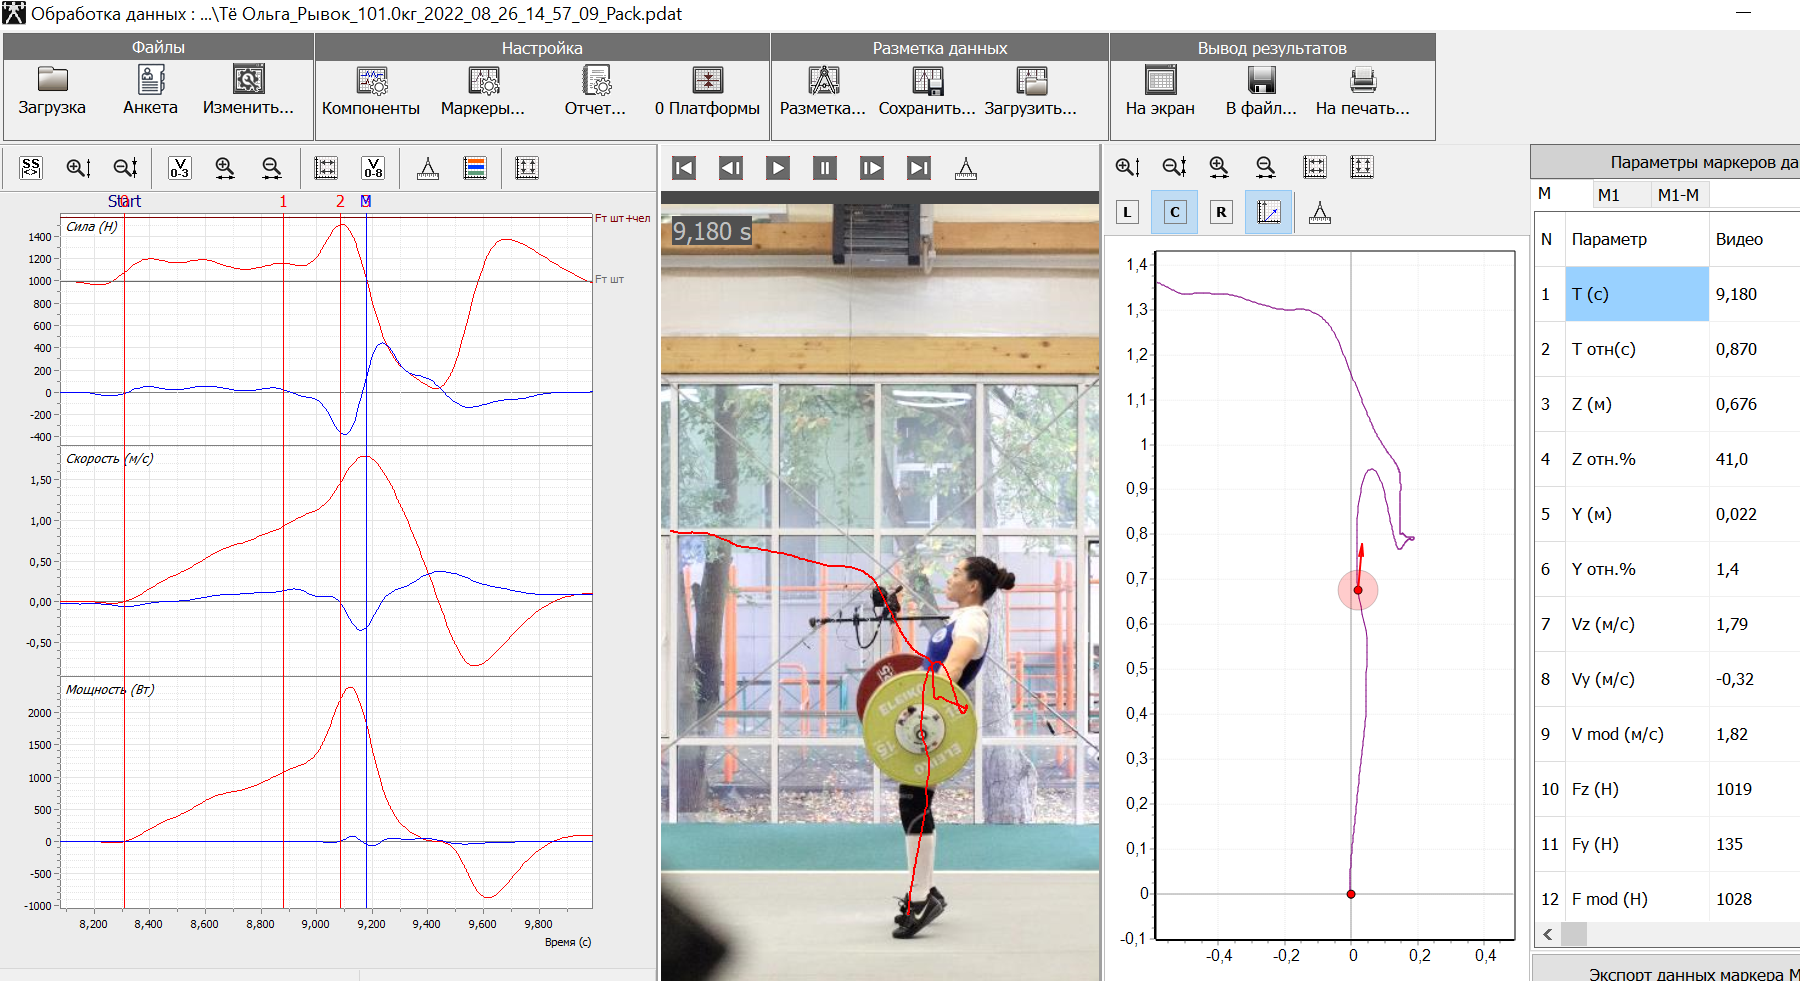 Обработка данных : ...\Тё Ольга_Рывок_101.0кг_2022_08_26_14_57_09_Pack.pdat
Файлы
Настройка
Разметка данных
Вывод результатов
Загрузка
Анкета
Изменить...
Компоненты
Маркеры...
Отчет...
0 Платформы
Разметка...
Сохранить...
Загрузить...
На экран
В файл...
На печать...
SS
<>
V
0-3
V
0-8
Start
1
2
M
Сила (Н)
Fт шт+чел
Fт шт
1400
1200
1000
800
600
400
200
0
-200
-400
Скорость (м/с)
1,50
1,00
0,50
0,00
-0,50
Мощность (Вт)
2000
1500
1000
500
0
-500
-1000
8,200
8,400
8,600
8,800
9,000
9,200
9,400
9,600
9,800
Время (с)
9,180 s
ELEIKO
15
ELEIKO
L
C
R
1,4
1,3
1,2
1,1
1
0,9
0,8
0,7
0,6
0,5
0,4
0,3
0,2
0,1
0
-0,1
-0,4
-0,2
0
0,2
0,4
Параметры маркеров да
M
M1
M1-M
N Параметр Видео
1 T (с) 9,180
2 T отн(с) 0,870
3 Z (м) 0,676
4 Z отн.% 41,0
5 Y (м) 0,022
6 Y отн.% 1,4
7 Vz (м/с) 1,79
8 Vy (м/с) -0,32
9 V mod (м/с) 1,82
10 Fz (Н) 1019
11 Fy (Н) 135
12 F mod (Н) 1028
Экспорт данных маркера М